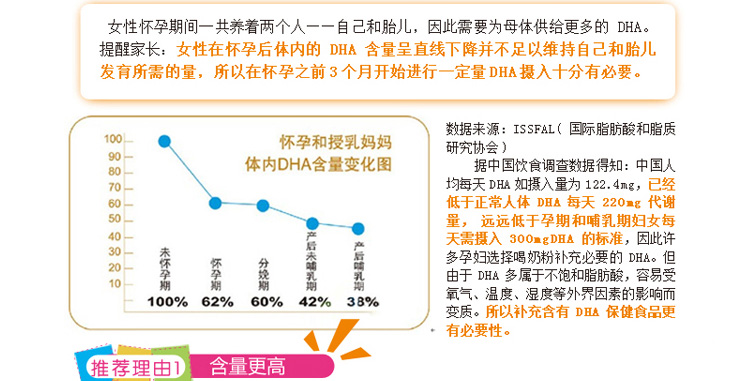 女性怀孕期间一共养着两个人——自己和胎儿，因此需要为母体供给更多的 DHA。
提醒家长：女性在怀孕后体内的 DHA 含量呈直线下降并不足以维持自己和胎儿
发育所需的量，所以在怀孕之前3个月开始进行一定量DHA摄入十分有必要。
怀孕和授乳妈妈
体内DHA含量变化图
100
90
80
70
60
50
40
30
20
10
未怀孕期
怀孕期
分娩期
产后未哺乳期
产后哺乳期
100% 62% 60% 42% 38%
数据来源：ISSFAL( 国际脂肪酸和脂质
研究协会）
据中国饮食调查数据得知：中国人
均每天DHA如摄入量为122.4mg，已经
低于正常人体 DHA 每天 220mg 代谢
量， 远远低于孕期和哺乳期妇女每
天需摄入 300mgDHA 的标准，因此许
多孕妇选择喝奶粉补充必要的 DHA。但
由于 DHA 多属于不饱和脂肪酸，容易受
氧气、温度、湿度等外界因素的影响而
变质。所以补充含有 DHA 保健食品更
有必要性。
推荐理由1 含量更高